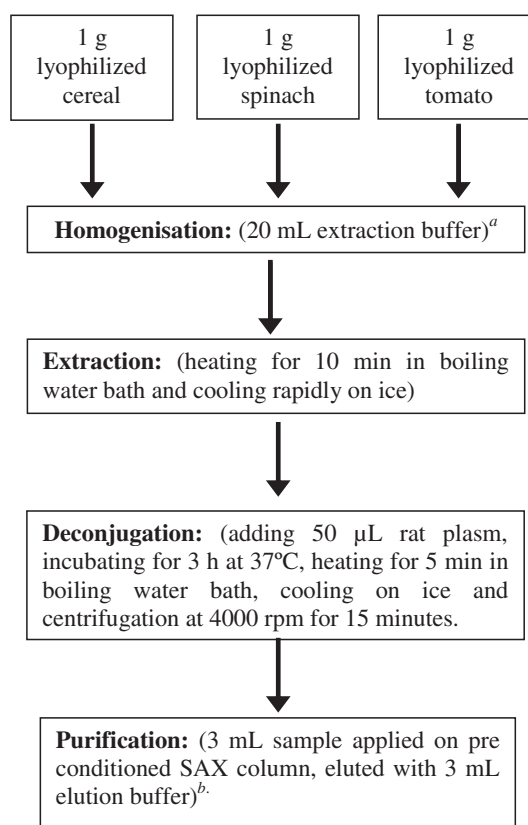 1 g
lyophilized
cereal
1 g
lyophilized
spinach
1 g
lyophilized
tomato
Homogenisation: (20 mL extraction buffer)a
Extraction: (heating for 10 min in boiling
water bath and cooling rapidly on ice)
Deconjugation: (adding 50 µL rat plasm,
incubating for 3 h at 37ºC, heating for 5 min in
boiling water bath, cooling on ice and
centrifugation at 4000 rpm for 15 minutes.
Purification: (3 mL sample applied on pre
conditioned SAX column, eluted with 3 mL
elution buffer)b.